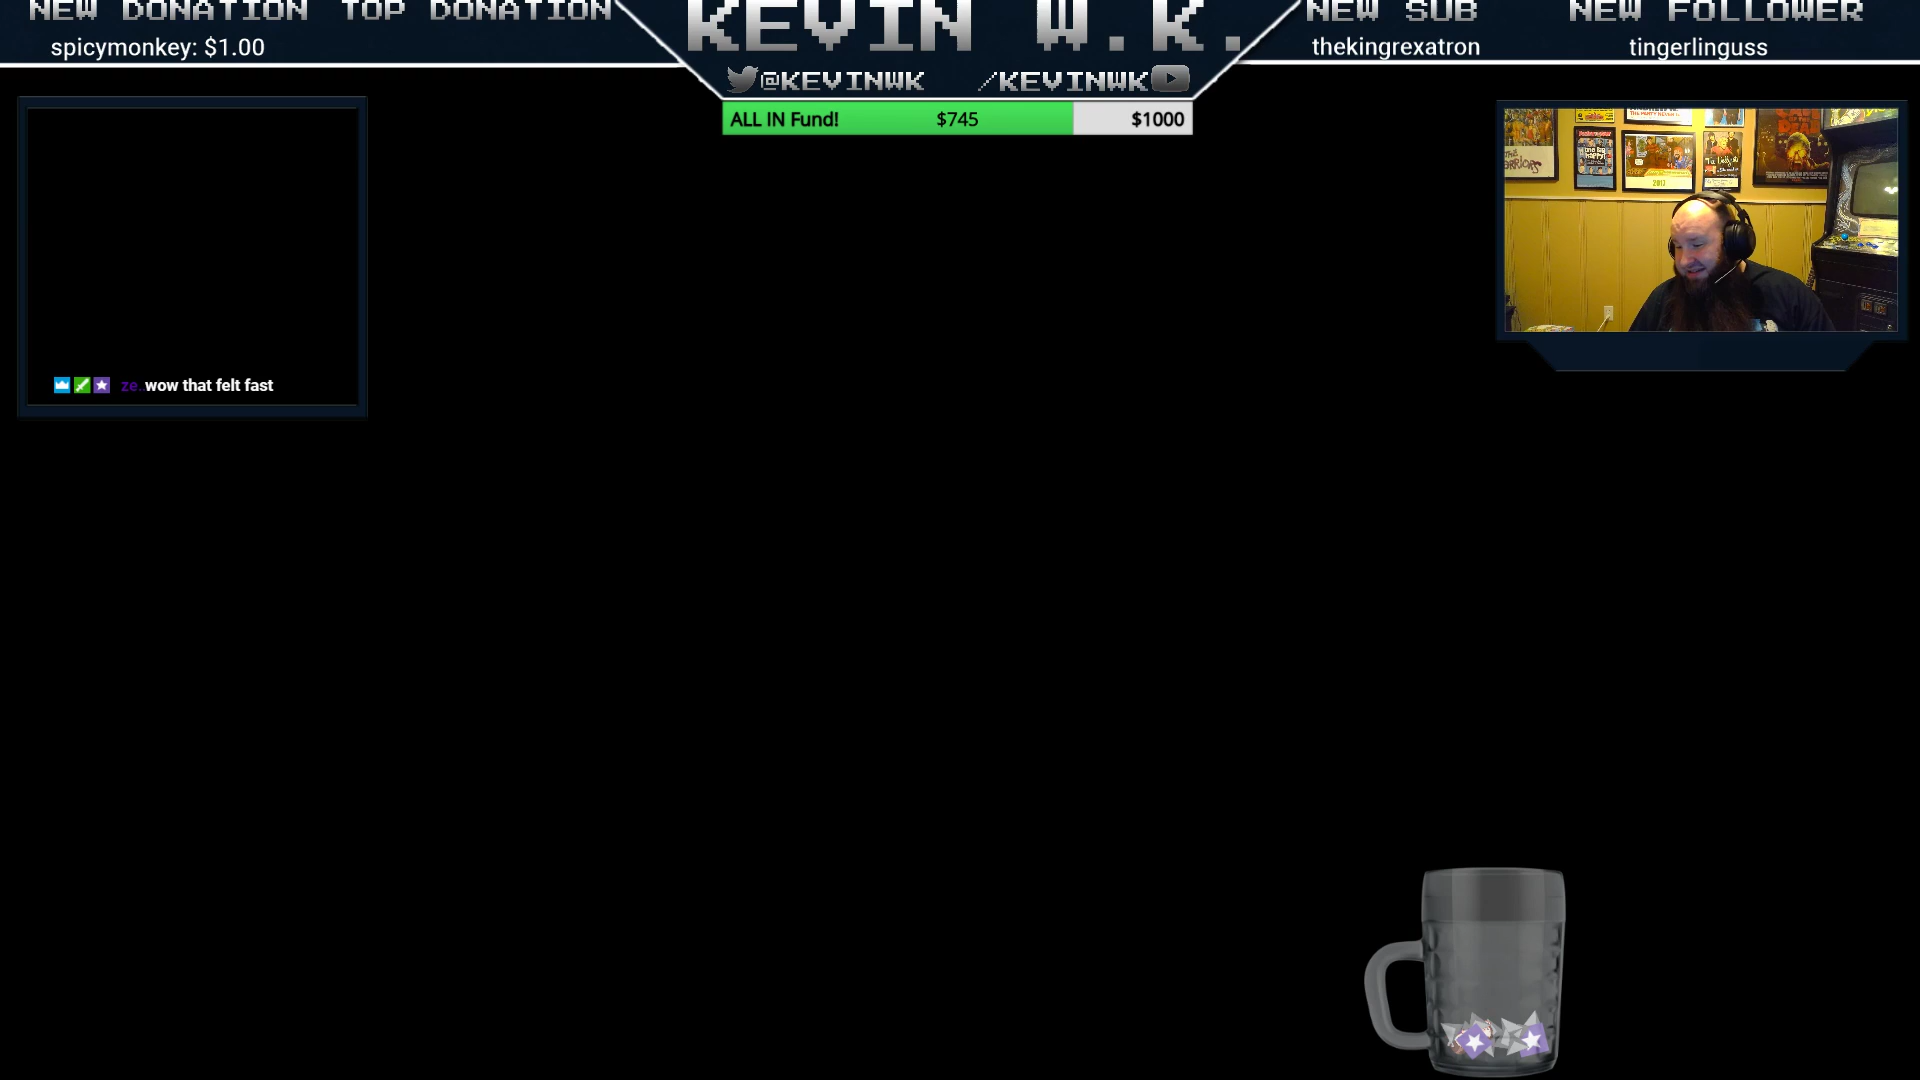 NEW DONATION TOP DONATION
spicymonkey: $1.00
KEVIN W.K.
@KEVINWK /KEVINWK
NEW SUB NEW FOLLOWER
thekingrexatron tingerlinguss
ALL IN Fund! $745 $1000
ze..wow that felt fast
2017